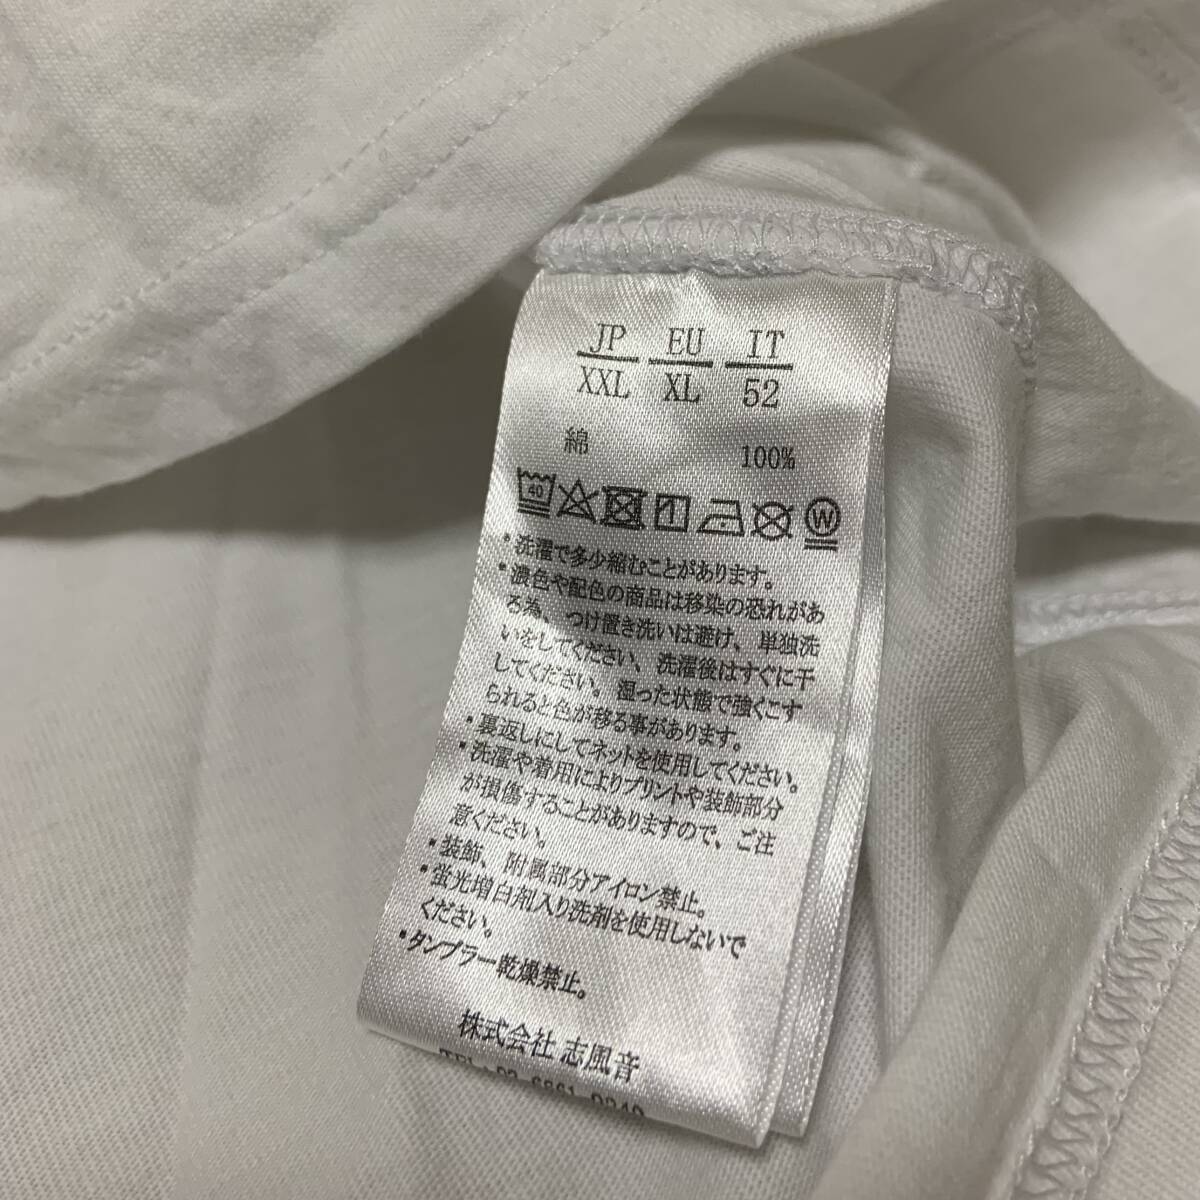 JP EU IT
XXL XL 52
綿 100%
40 W
・洗濯で多少縮むことがあります。
・濃色や配色の商品は移染の恐れがあ
る為、つけ置き洗いは避け、単独洗
いをしてください、洗濯後はすぐに干
してください。湿った状態で強くこす
られると色が移る事があります。
・裏返しにしてネットを使用してください。
・洗濯や着用によりプリントや装飾部分
が損傷することがありますので、ご注
意ください。
・装飾、附属部分アイロン禁止。
・蛍光増白剤入り洗剤を使用しないで
ください。
・タンブラー乾燥禁止。
株式会社 志風音